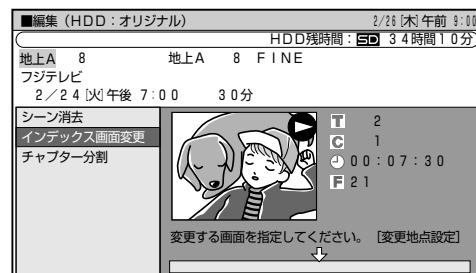 ■編集（HDD：オリジナル） 2/26[木]午前 9:00
HDD残時間：SD 34時間10分
地上A 8 地上A 8 FINE
フジテレビ
2／24[火]午後 7:00 30分
シーン消去
インデックス画面変更
チャプター分割
T 2
C 1
00:07:30
F 21
変更する画面を指定してください。［変更地点設定］